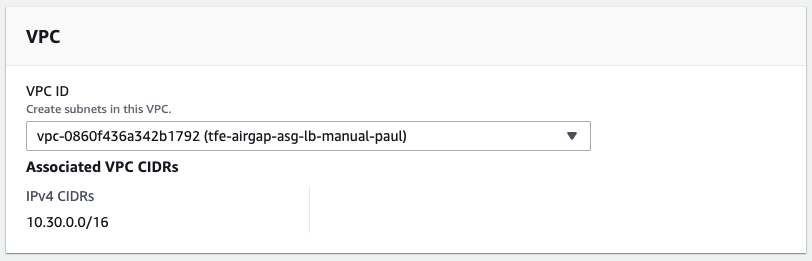 VPC
VPC ID
Create subnets in this VPC.
vpc-0860f436a342b1792 (tfe-airgap-asg-lb-manual-paul)
Associated VPC CIDRs
IPv4 CIDRs
10.30.0.0/16